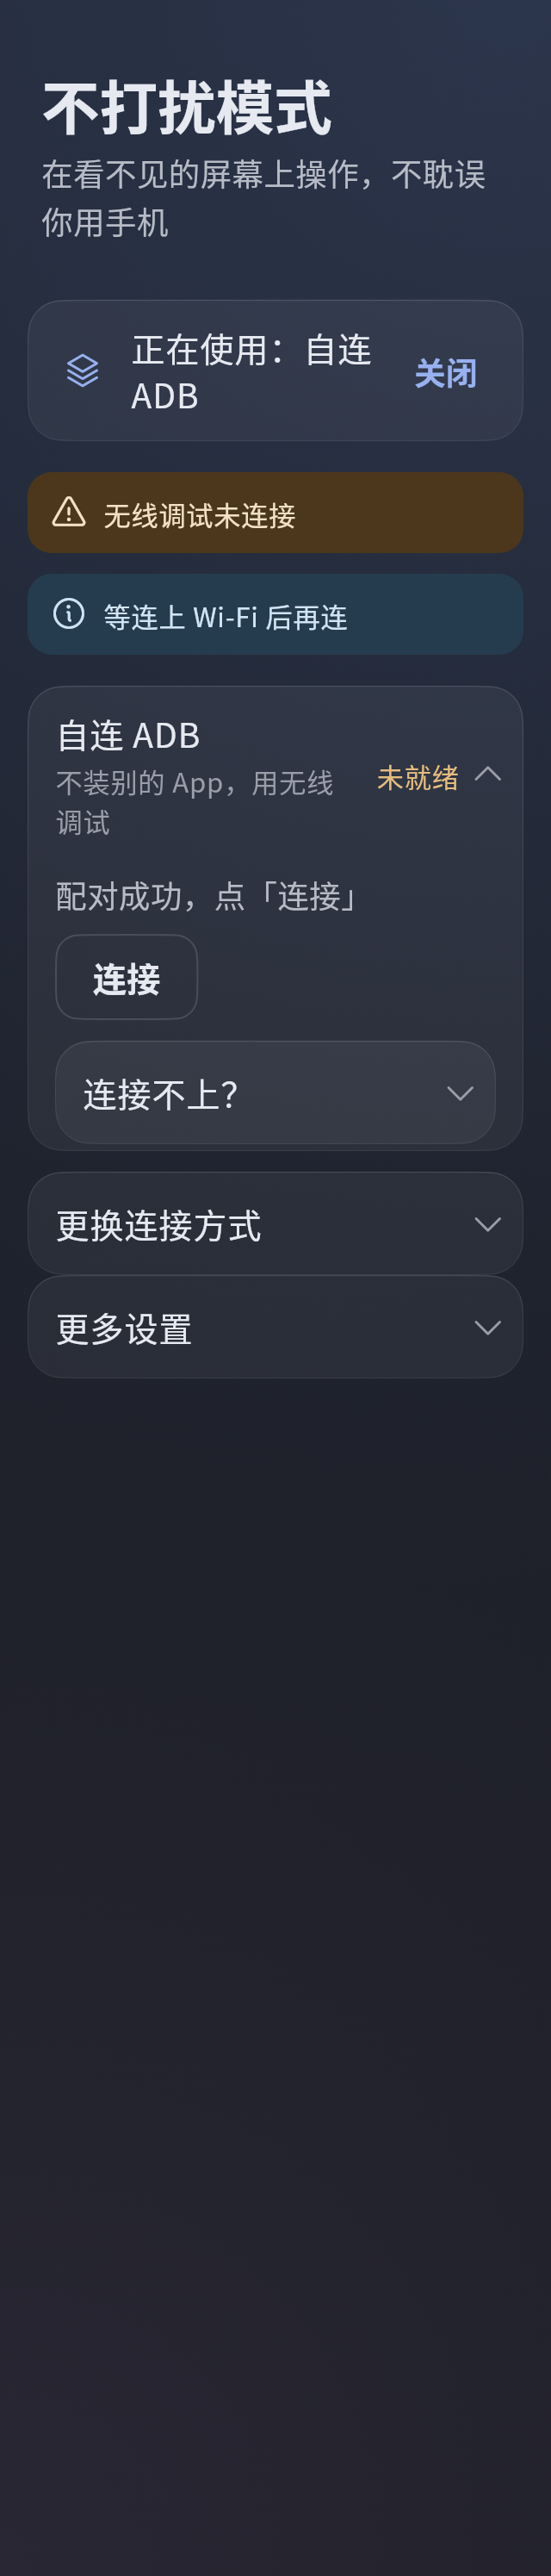 不打扰模式
在看不见的屏幕上操作，不耽误
你用手机
正在使用：自连
ADB
关闭
无线调试未连接
等连上 Wi-Fi 后再连
自连 ADB
不装别的 App，用无线
调试
未就绪
配对成功，点「连接」
连接
连接不上？
更换连接方式
更多设置